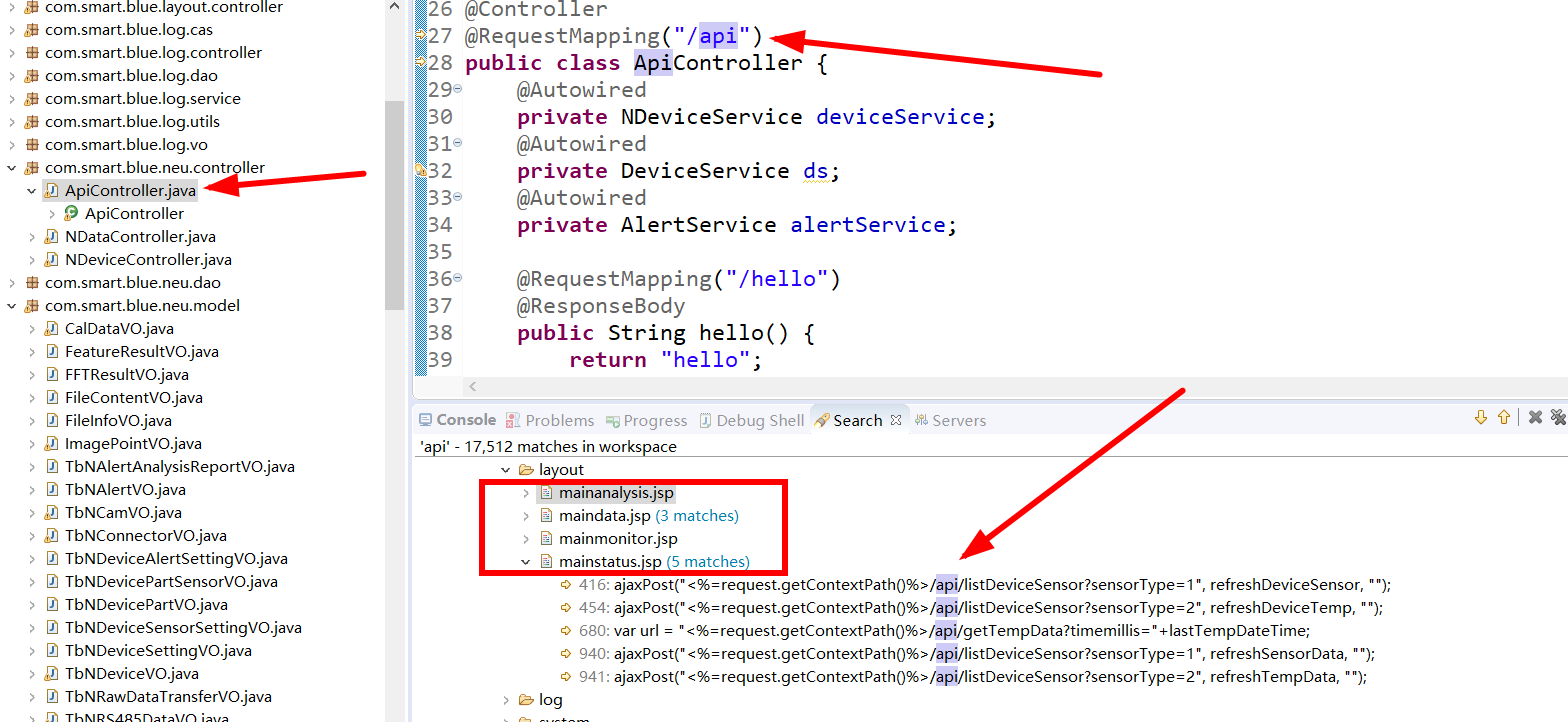 com.smart.blue.layout.controller
com.smart.blue.log.cas
com.smart.blue.log.controller
com.smart.blue.log.dao
com.smart.blue.log.service
com.smart.blue.log.utils
com.smart.blue.log.vo
com.smart.blue.neu.controller
ApiController.java
ApiController
NDataController.java
NDeviceController.java
com.smart.blue.neu.dao
com.smart.blue.neu.model
CalDataVO.java
FeatureResultVO.java
FFTResultVO.java
FileContentVO.java
FileInfoVO.java
ImagePointVO.java
TbNAlertAnalysisReportVO.java
TbNAlertVO.java
TbNCamVO.java
TbNConnectorVO.java
TbNDeviceAlertSettingVO.java
TbNDevicePartSensorVO.java
TbNDevicePartVO.java
TbNDeviceSensorSettingVO.java
TbNDeviceSettingVO.java
TbNDeviceVO.java
TbNRawDataTransferVO.java
TbNRS485DataVO.java
26 @Controller
27 @RequestMapping("/api")
28 public class ApiController {
29 @Autowired
30 private NDeviceService deviceService;
31 @Autowired
32 private DeviceService ds;
33 @Autowired
34 private AlertService alertService;
35
36 @RequestMapping("/hello")
37 @ResponseBody
38 public String hello() {
39 return "hello";
Console Problems Progress Debug Shell Search Servers
'api' - 17,512 matches in workspace
layout
mainanalysis.jsp
maindata.jsp (3 matches)
mainmonitor.jsp
mainstatus.jsp (5 matches)
416: ajaxPost("<%=request.getContextPath()%>/api/listDeviceSensor?sensorType=1", refreshDeviceSensor, "");
454: ajaxPost("<%=request.getContextPath()%>/api/listDeviceSensor?sensorType=2", refreshDeviceTemp, "");
680: var url = "<%=request.getContextPath()%>/api/getTempData?timemillis="+lastTempDateTime;
940: ajaxPost("<%=request.getContextPath()%>/api/listDeviceSensor?sensorType=1", refreshSensorData, "");
941: ajaxPost("<%=request.getContextPath()%>/api/listDeviceSensor?sensorType=2", refreshTempData, "");
log
system